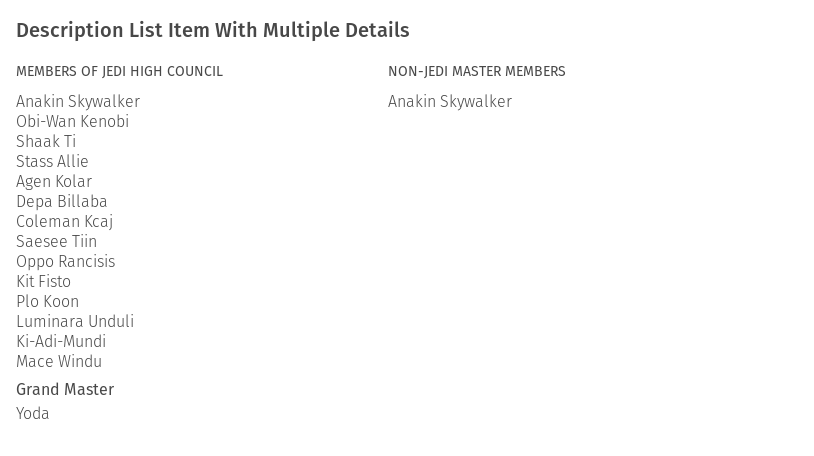 Description List Item With Multiple Details
MEMBERS OF JEDI HIGH COUNCIL
Anakin Skywalker
Obi-Wan Kenobi
Shaak Ti
Stass Allie
Agen Kolar
Depa Billaba
Coleman Kcaj
Saesee Tiin
Oppo Rancisis
Kit Fisto
Plo Koon
Luminara Unduli
Ki-Adi-Mundi
Mace Windu
Grand Master
Yoda
NON-JEDI MASTER MEMBERS
Anakin Skywalker